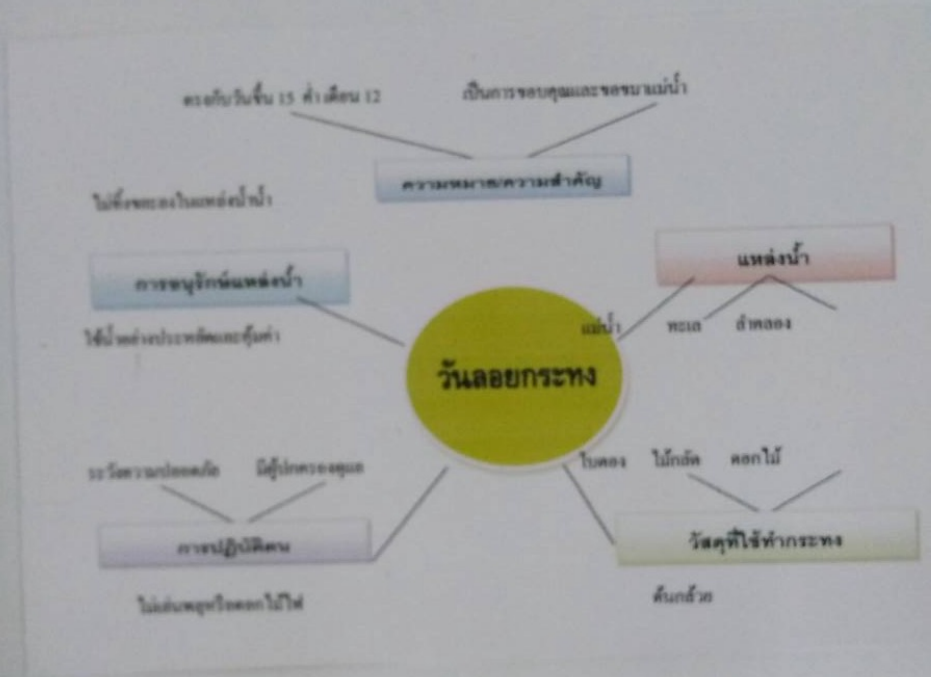 ตรงกับวันขึ้น 15 ค่ำ เดือน 12
เป็นการขอบคุณและขอขมาแม่น้ำ
ความหมาย/ความสำคัญ
ไม่ทิ้งขยะลงในแหล่งน้ำ
การอนุรักษ์แหล่งน้ำ
ใช้น้ำอย่างประหยัดและคุ้มค่า
แหล่งน้ำ
แม่น้ำ ทะเล ลำคลอง
วันลอยกระทง
ระวังความปลอดภัย มีผู้ปกครองดูแล
การปฏิบัติตน
ไม่เล่นพลุหรือดอกไม้ไฟ
ใบตอง ไม้กลัด ดอกไม้
วัสดุที่ใช้ทำกระทง
ต้นกล้วย